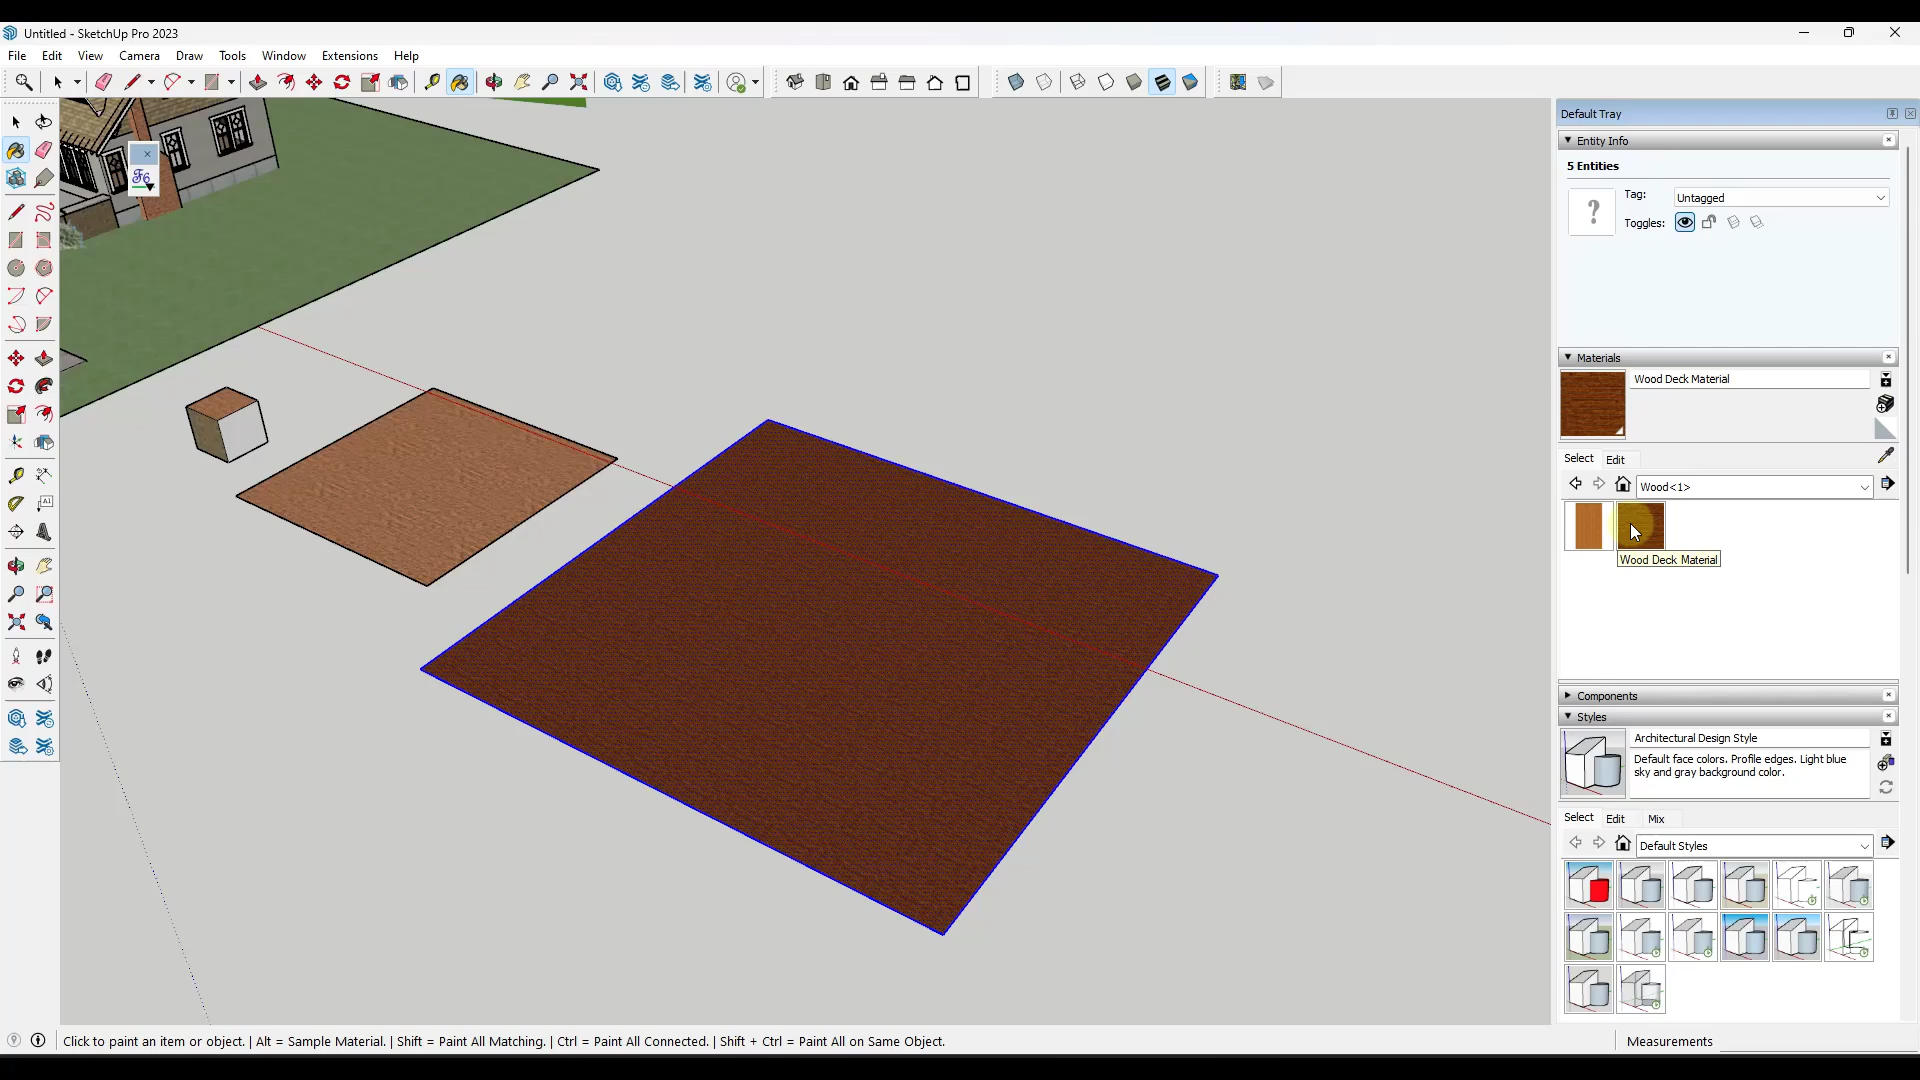 Untitled - SketchUp Pro 2023
File Edit View Camera Draw Tools Window Extensions Help
Default Tray
Entity Info
5 Entities
Tag: Untagged
Toggles:
Materials
Wood Deck Material
Select Edit
Wood<1>
Wood Deck Material
Components
Styles
Architectural Design Style
Default face colors. Profile edges. Light blue
sky and gray background color.
Select Edit Mix
Default Styles
Click to paint an item or object. | Alt = Sample Material. | Shift = Paint All Matching. | Ctrl = Paint All Connected. | Shift + Ctrl = Paint All on Same Object.
Measurements